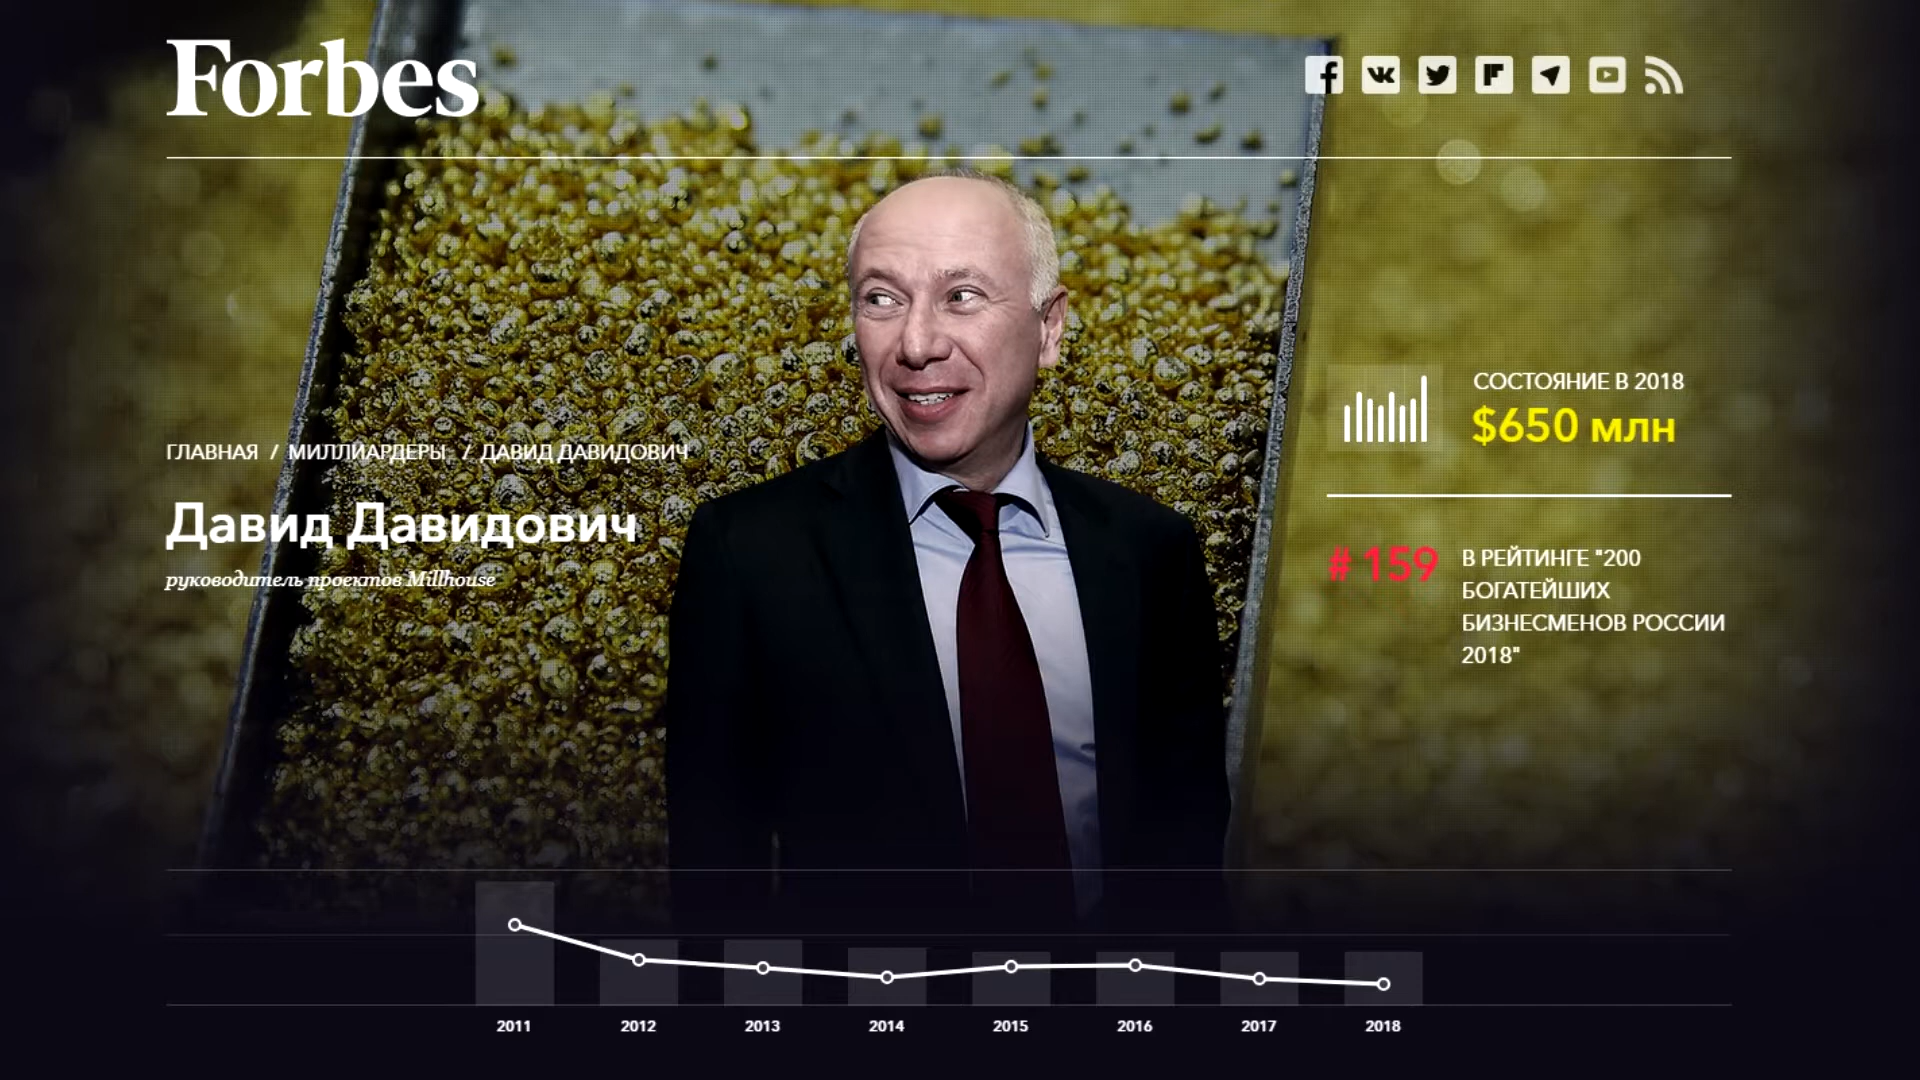 Forbes
СОСТОЯНИЕ В 2018
$650 млн
ГЛАВНАЯ / МИЛЛИАРДЕРЫ / ДАВИД ДАВИДОВИЧ
Давид Давидович
руководитель проектов Millhouse
# 159
В РЕЙТИНГЕ "200
БОГАТЕЙШИХ
БИЗНЕСМЕНОВ РОССИИ
2018"
2011 2012 2013 2014 2015 2016 2017 2018